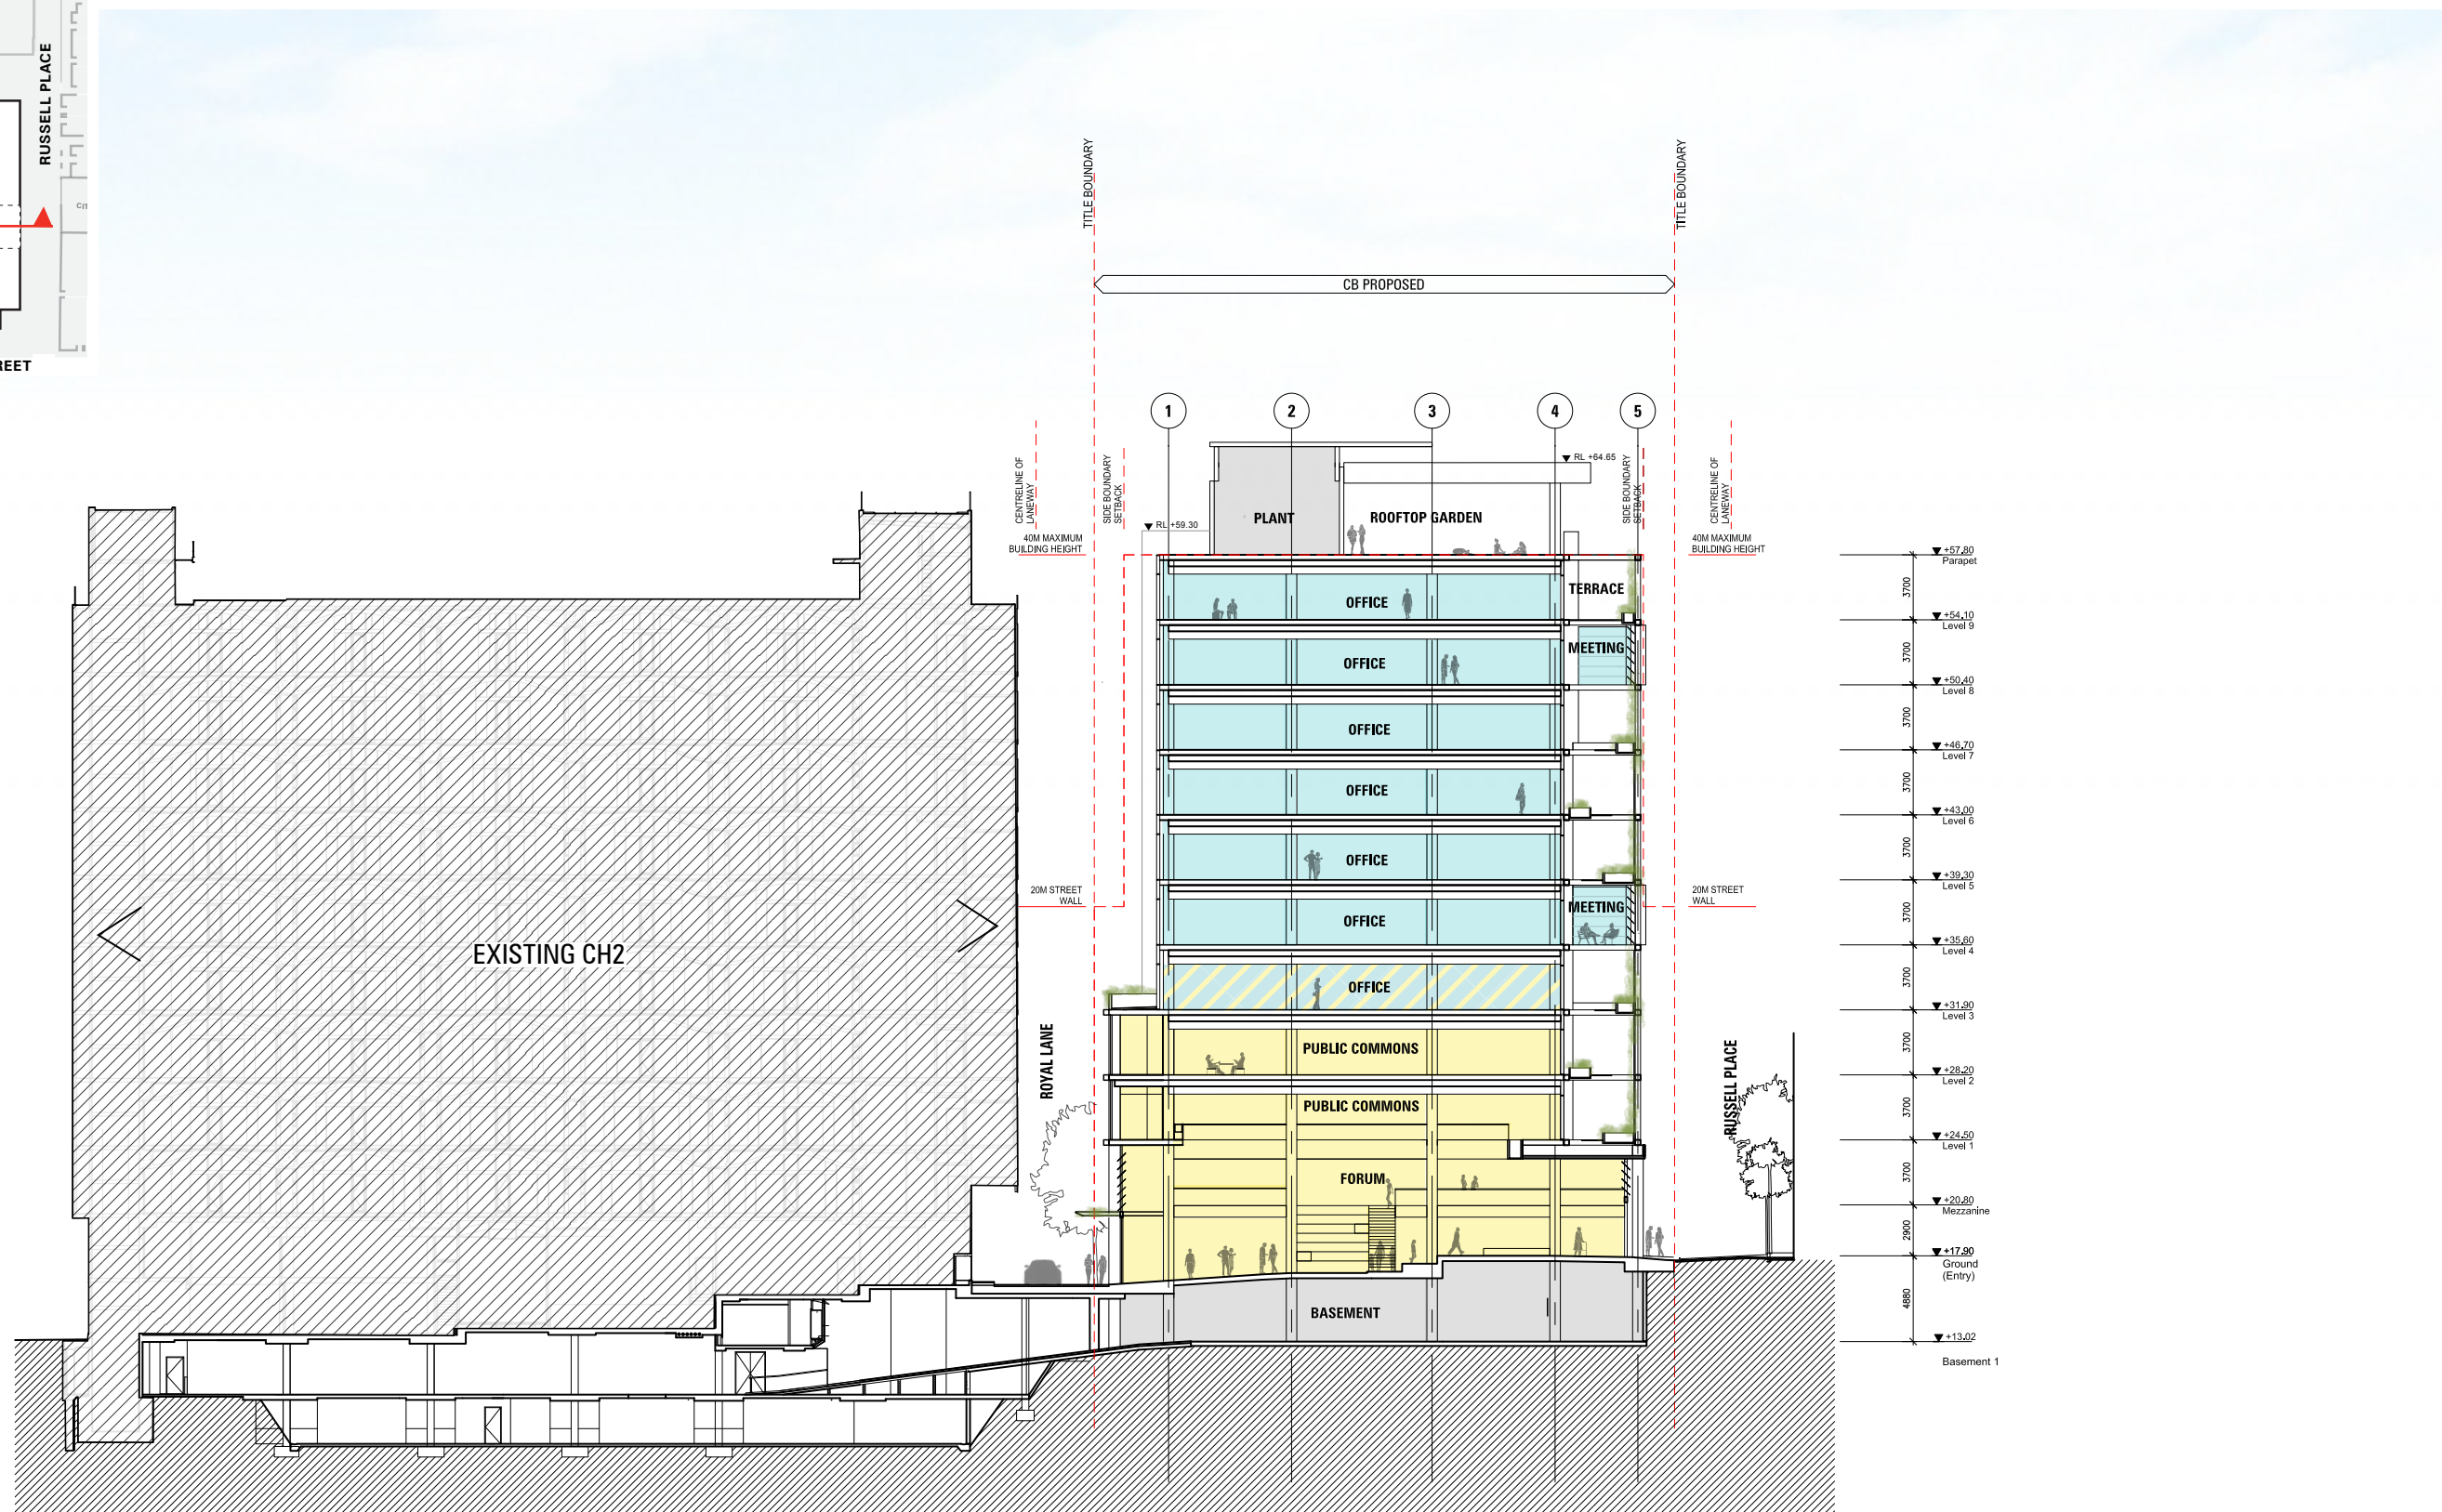 RUSSELL PLACE
CIT
REET
TITLE BOUNDARY
TITLE BOUNDARY
CB PROPOSED
1
2
3
4
5
CENTRELINE OF
LANEWAY
SIDE BOUNDARY
SETBACK
RL +64.65
SIDE BOUNDARY
SETBACK
CENTRELINE OF
LANEWAY
PLANT
ROOFTOP GARDEN
RL +59.30
40M MAXIMUM
BUILDING HEIGHT
40M MAXIMUM
BUILDING HEIGHT
+57.80
Parapet
3700
TERRACE
OFFICE
+54.10
Level 9
3700
MEETING
OFFICE
+50.40
Level 8
3700
OFFICE
+46.70
Level 7
3700
OFFICE
+43.00
Level 6
3700
OFFICE
+39.30
Level 5
20M STREET
WALL
20M STREET
WALL
3700
MEETING
OFFICE
+35.60
Level 4
EXISTING CH2
3700
OFFICE
+31.90
Level 3
ROYAL LANE
3700
PUBLIC COMMONS
RUSSELL PLACE
+28.20
Level 2
3700
PUBLIC COMMONS
+24.50
Level 1
3700
FORUM
+20.80
Mezzanine
2900
+17.90
Ground
(Entry)
4880
BASEMENT
+13.02
Basement 1